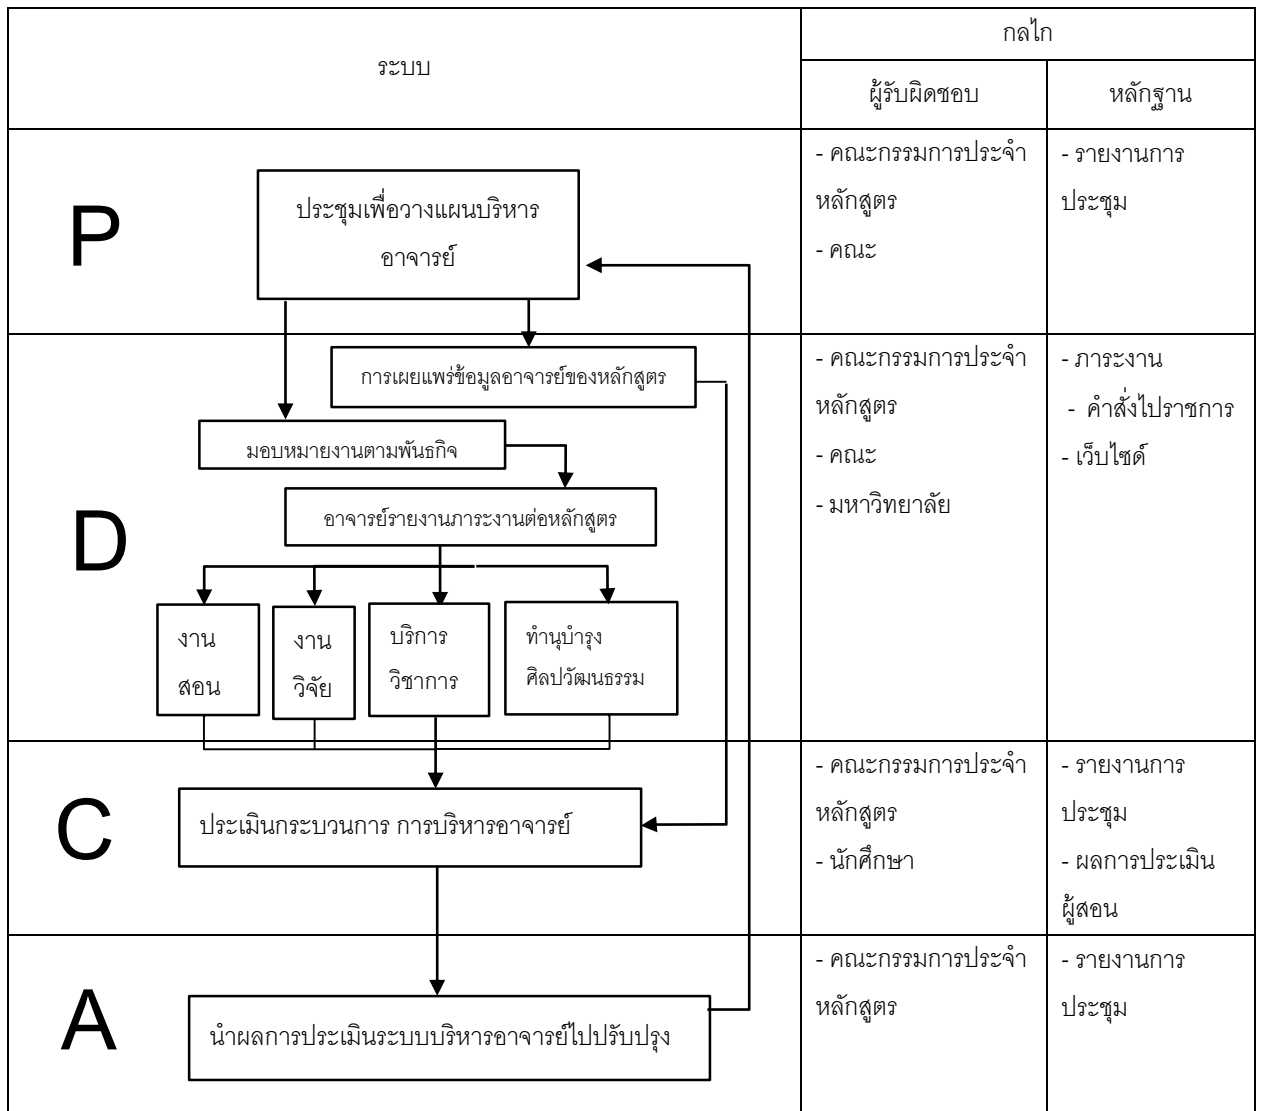 ระบบ
กลไก
ผู้รับผิดชอบ
หลักฐาน
P
ประชุมเพื่อวางแผนบริหาร
อาจารย์
- คณะกรรมการประจำ
หลักสูตร
- คณะ
- รายงานการ
ประชุม
D
การเผยแพร่ข้อมูลอาจารย์ของหลักสูตร
มอบหมายงานตามพันธกิจ
อาจารย์รายงานภาระงานต่อหลักสูตร
งาน
สอน
งาน
วิจัย
บริการ
วิชาการ
ทำนุบำรุง
ศิลปวัฒนธรรม
- คณะกรรมการประจำ
หลักสูตร
- คณะ
- มหาวิทยาลัย
- ภาระงาน
- คำสั่งไปราชการ
- เว็บไซด์
C
ประเมินกระบวนการ การบริหารอาจารย์
- คณะกรรมการประจำ
หลักสูตร
- นักศึกษา
- รายงานการ
ประชุม
- ผลการประเมิน
ผู้สอน
A
นำผลการประเมินระบบบริหารอาจารย์ไปปรับปรุง
- คณะกรรมการประจำ
หลักสูตร
- รายงานการ
ประชุม